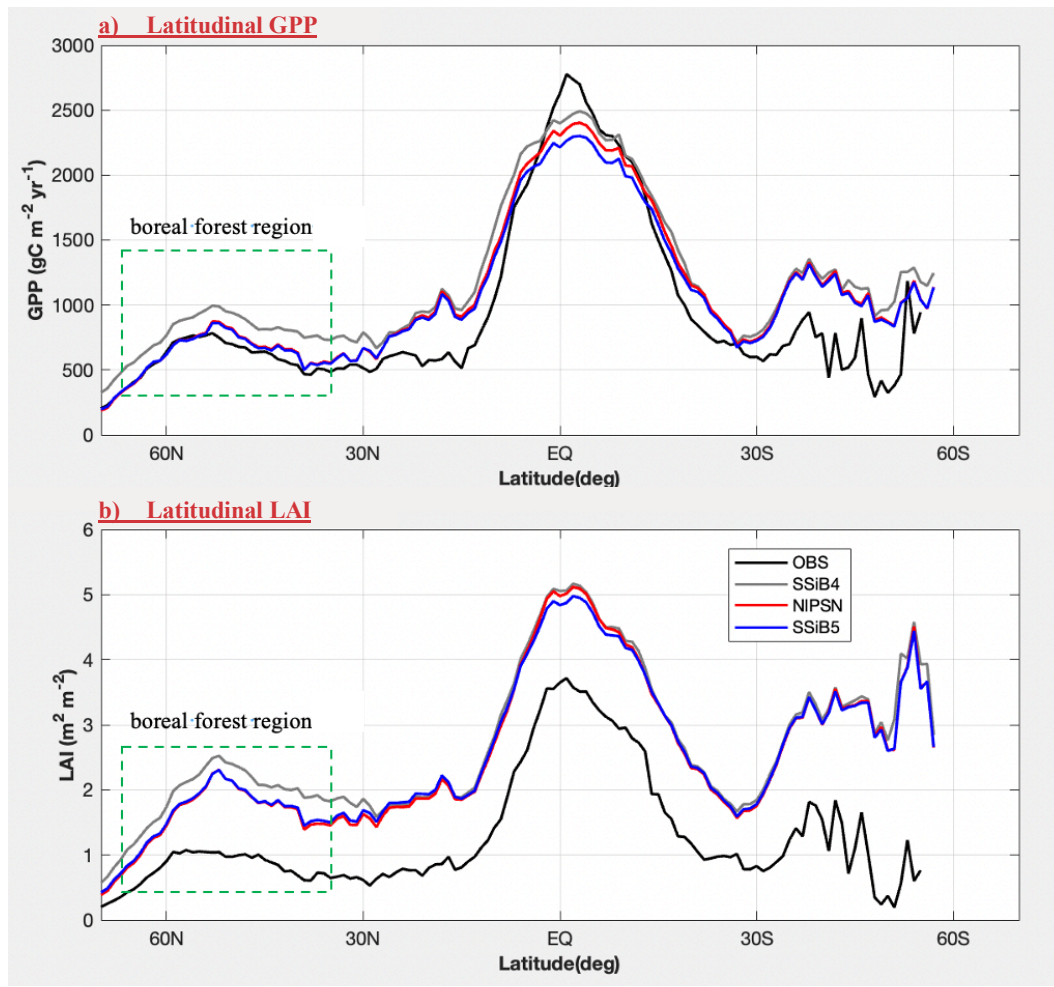 a) Latitudinal GPP
3000
2500
2000
1500
1000
500
0
GPP (gC m⁻² yr⁻¹)
boreal forest region
60N 30N EQ 30S 60S
Latitude(deg)
b) Latitudinal LAI
6
5
4
3
2
1
0
LAI (m² m⁻²)
boreal forest region
OBS
SSiB4
NIPSN
SSiB5
60N 30N EQ 30S 60S
Latitude(deg)